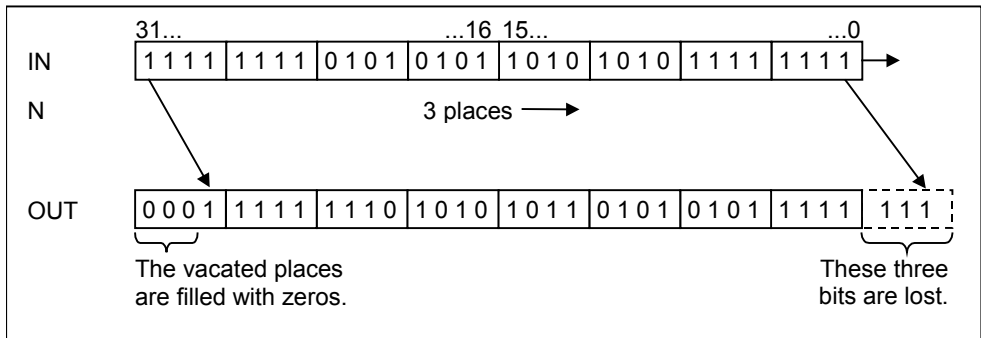 31... ...16 15... ...0
IN 1 1 1 1 1 1 1 1 0 1 0 1 0 1 0 1 1 0 1 0 1 0 1 0 1 1 1 1 1 1 1 1
N 3 places
OUT 0 0 0 1 1 1 1 1 1 1 1 0 1 0 1 0 1 0 1 1 0 1 0 1 0 1 0 1 1 1 1 1 1 1 1
The vacated places
are filled with zeros.
These three
bits are lost.